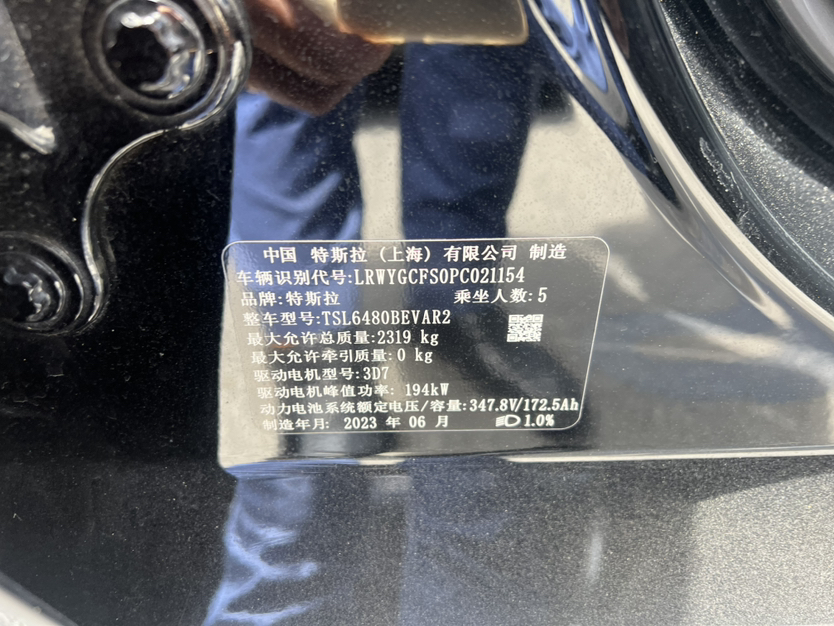 中国 特斯拉 (上海) 有限公司 制造
车辆识别代号:LRWYGCFS0PC021154
品牌:特斯拉 乘坐人数:5
整车型号:TSL6480BEVAR2
最大允许总质量:2319 kg
最大允许牵引质量:0 kg
驱动电机型号:3D7
驱动电机峰值功率: 194kW
动力电池系统额定电压/容量:347.8V/172.5Ah
制造年月: 2023 年 06 月 1.0%